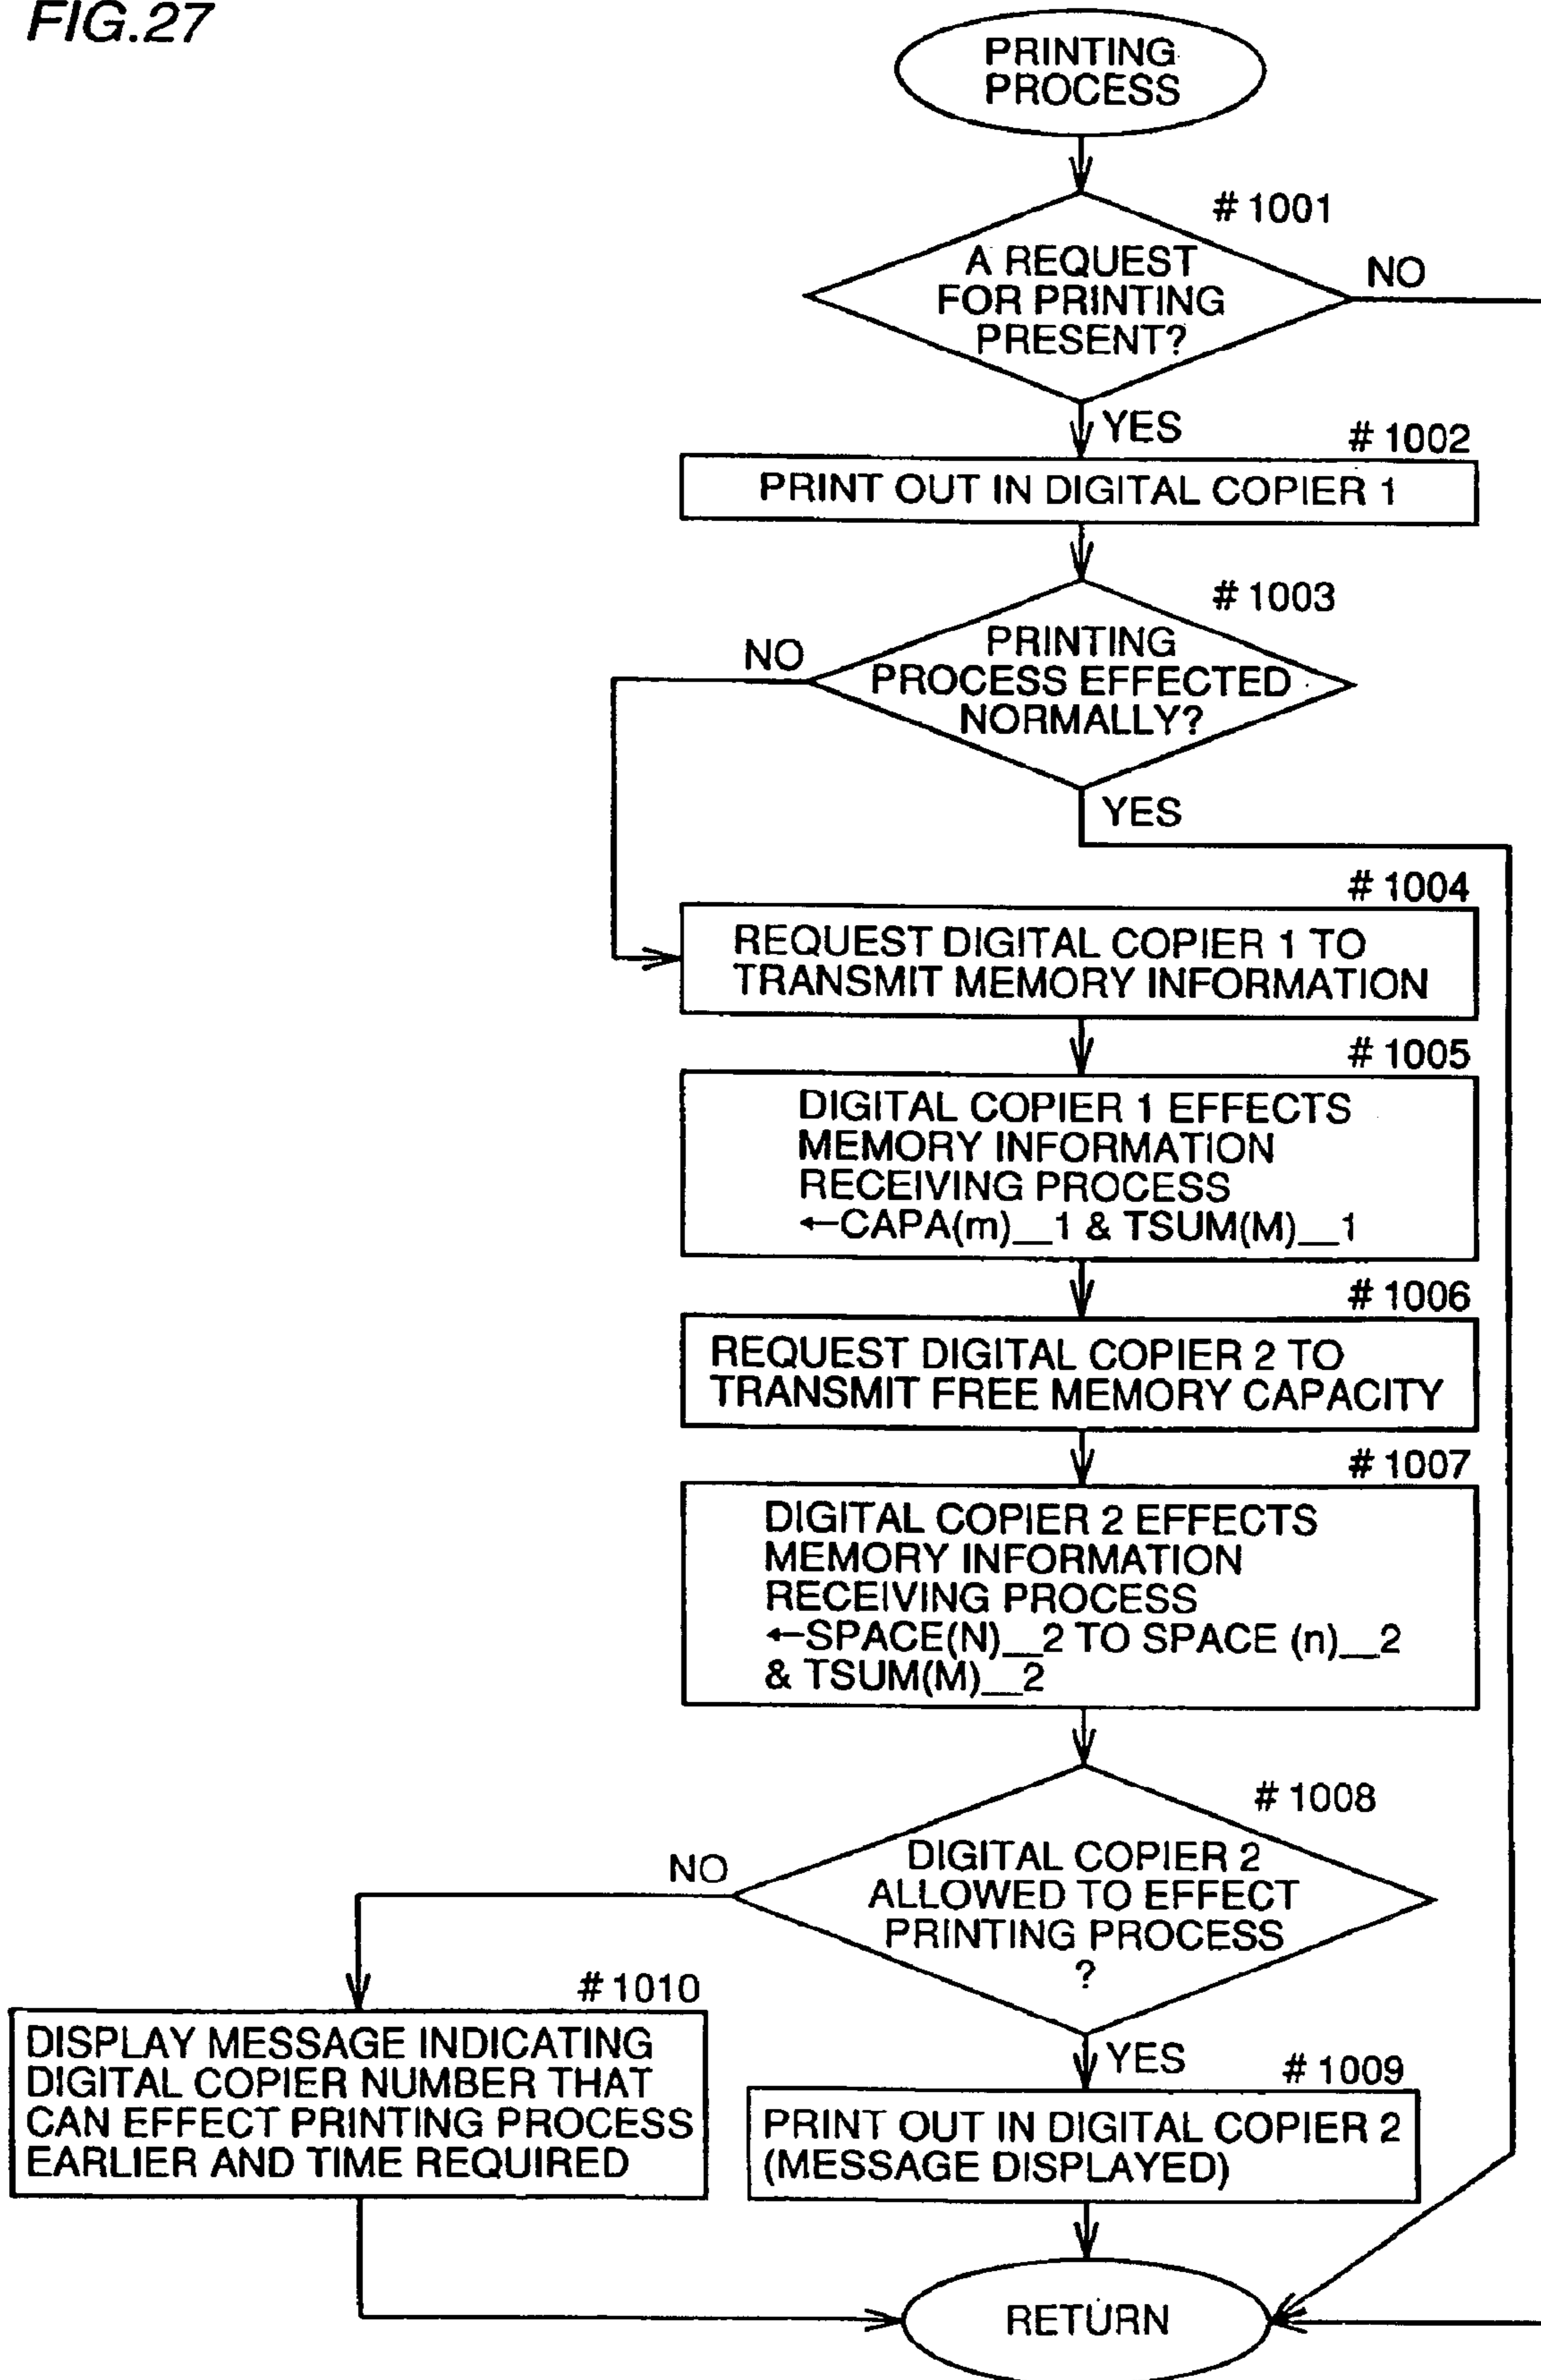 FIG.27
PRINTING
PROCESS
# 1001
A REQUEST
FOR PRINTING
PRESENT?
NO
YES
# 1002
PRINT OUT IN DIGITAL COPIER 1
# 1003
PRINTING
PROCESS EFFECTED
NORMALLY?
NO
YES
# 1004
REQUEST DIGITAL COPIER 1 TO
TRANSMIT MEMORY INFORMATION
# 1005
DIGITAL COPIER 1 EFFECTS
MEMORY INFORMATION
RECEIVING PROCESS
←CAPA(m)__1 & TSUM(M)__1
# 1006
REQUEST DIGITAL COPIER 2 TO
TRANSMIT FREE MEMORY CAPACITY
# 1007
DIGITAL COPIER 2 EFFECTS
MEMORY INFORMATION
RECEIVING PROCESS
←SPACE(N)__2 TO SPACE (n)__2
& TSUM(M)__2
# 1008
DIGITAL COPIER 2
ALLOWED TO EFFECT
PRINTING PROCESS
?
NO
YES
# 1010
DISPLAY MESSAGE INDICATING
DIGITAL COPIER NUMBER THAT
CAN EFFECT PRINTING PROCESS
EARLIER AND TIME REQUIRED
# 1009
PRINT OUT IN DIGITAL COPIER 2
(MESSAGE DISPLAYED)
RETURN